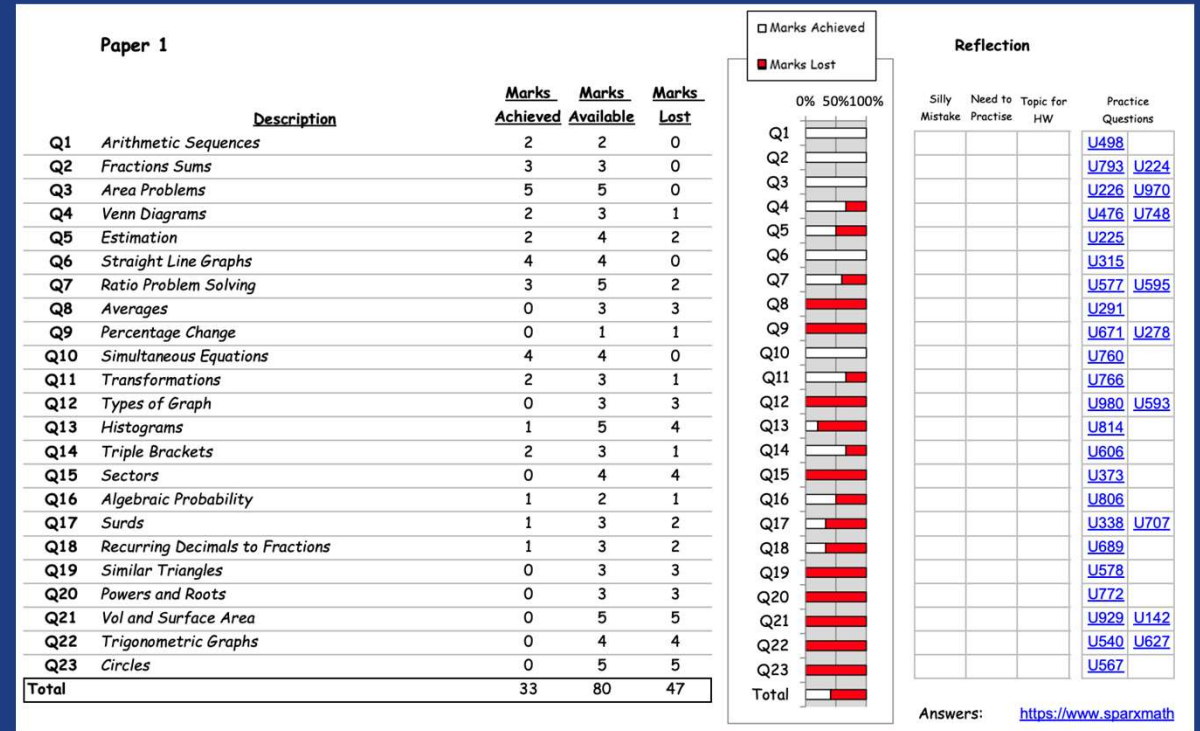 Paper 1
Marks Achieved
Marks Lost
Reflection
Marks Marks Marks
Description Achieved Available Lost
0% 50%100%
Silly Mistake Need to Practise Topic for HW Practice Questions
Q1 Arithmetic Sequences 2 2 0 Q1 U498
Q2 Fractions Sums 3 3 0 Q2 U793 U224
Q3 Area Problems 5 5 0 Q3 U226 U970
Q4 Venn Diagrams 2 3 1 Q4 U476 U748
Q5 Estimation 2 4 2 Q5 U225
Q6 Straight Line Graphs 4 4 0 Q6 U315
Q7 Ratio Problem Solving 3 5 2 Q7 U577 U595
Q8 Averages 0 3 3 Q8 U291
Q9 Percentage Change 0 1 1 Q9 U671 U278
Q10 Simultaneous Equations 4 4 0 Q10 U760
Q11 Transformations 2 3 1 Q11 U766
Q12 Types of Graph 0 3 3 Q12 U980 U593
Q13 Histograms 1 5 4 Q13 U814
Q14 Triple Brackets 2 3 1 Q14 U606
Q15 Sectors 0 4 4 Q15 U373
Q16 Algebraic Probability 1 2 1 Q16 U806
Q17 Surds 1 3 2 Q17 U338 U707
Q18 Recurring Decimals to Fractions 1 3 2 Q18 U689
Q19 Similar Triangles 0 3 3 Q19 U578
Q20 Powers and Roots 0 3 3 Q20 U772
Q21 Vol and Surface Area 0 5 5 Q21 U929 U142
Q22 Trigonometric Graphs 0 4 4 Q22 U540 U627
Q23 Circles 0 5 5 Q23 U567
Total 33 80 47 Total
Answers: https://www.sparxmath